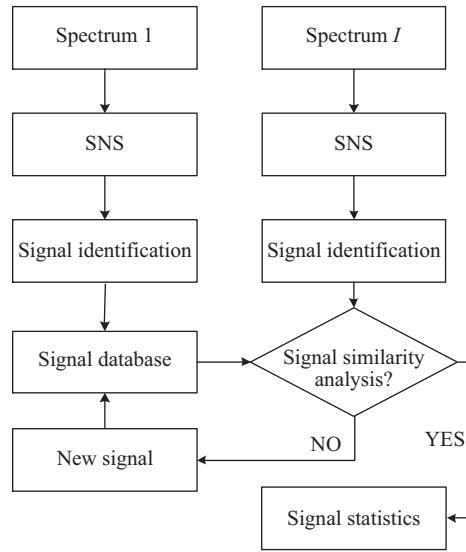 Spectrum 1
Spectrum I
SNS
SNS
Signal identification
Signal identification
Signal database
Signal similarity
analysis?
NO
YES
New signal
Signal statistics